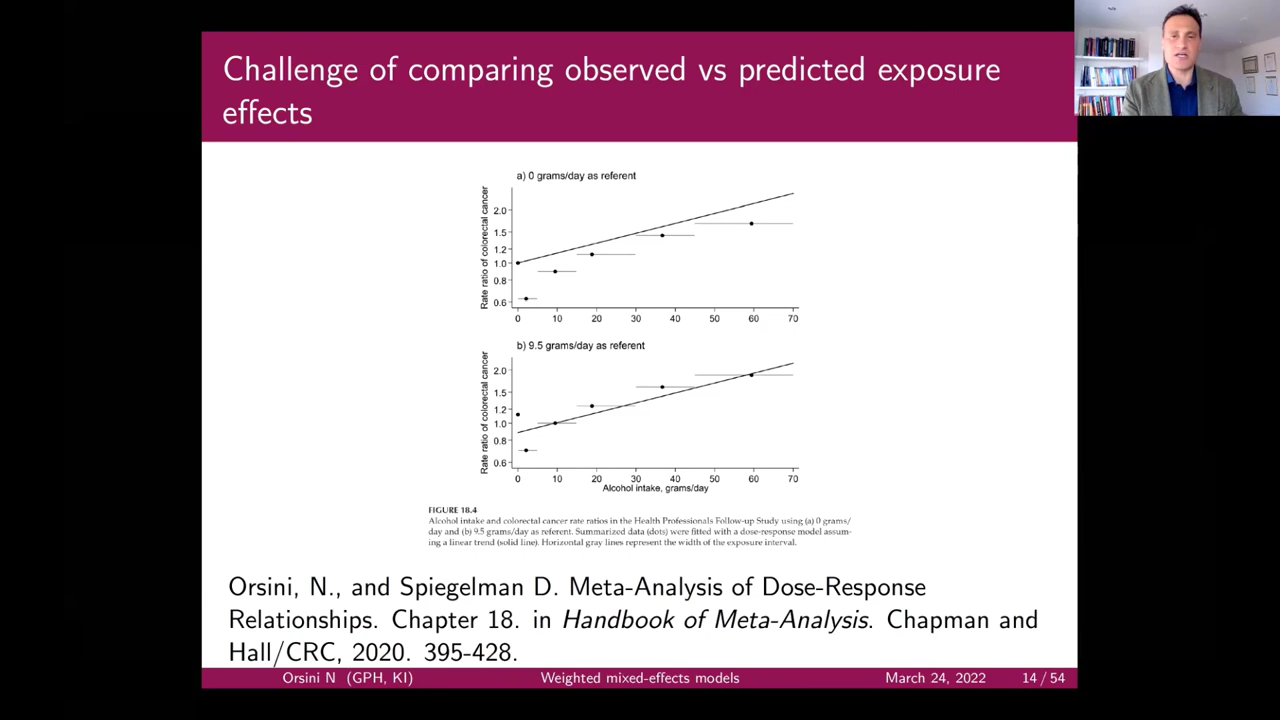 Challenge of comparing observed vs predicted exposure
effects
a) 0 grams/day as referent
Rate ratio of colorectal cancer
2.0
1.5
1.2
1.0
0.8
0.6
0 10 20 30 40 50 60 70
b) 9.5 grams/day as referent
Rate ratio of colorectal cancer
2.0
1.5
1.2
1.0
0.8
0.6
0 10 20 30 40 50 60 70
Alcohol intake, grams/day
FIGURE 18.4
Alcohol intake and colorectal cancer rate ratios in the Health Professionals Follow-up Study using (a) 0 grams/
day and (b) 9.5 grams/day as referent. Summarized data (dots) were fitted with a dose-response model assum-
ing a linear trend (solid line). Horizontal gray lines represent the width of the exposure interval.
Orsini, N., and Spiegelman D. Meta-Analysis of Dose-Response
Relationships. Chapter 18. in Handbook of Meta-Analysis. Chapman and
Hall/CRC, 2020. 395-428.
Orsini N (GPH, KI) Weighted mixed-effects models March 24, 2022 14 / 54